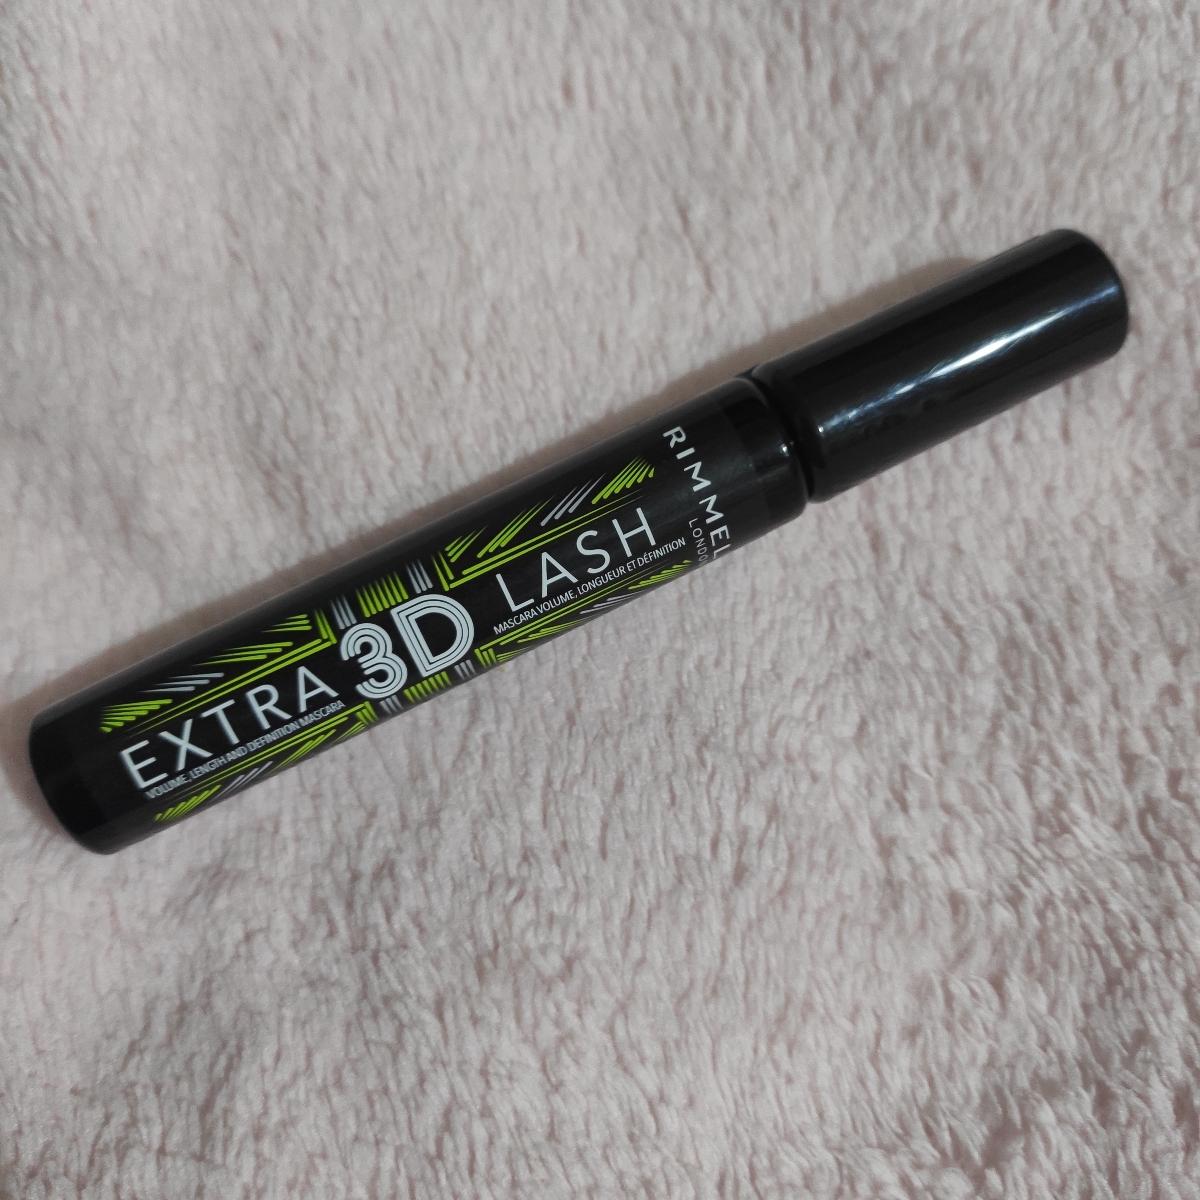 EXTRA 3D LASH
VOLUME, LENGTH AND DEFINITION MASCARA
MASCARA VOLUME, LONGUEUR ET DÉFINITION
RIMMEL